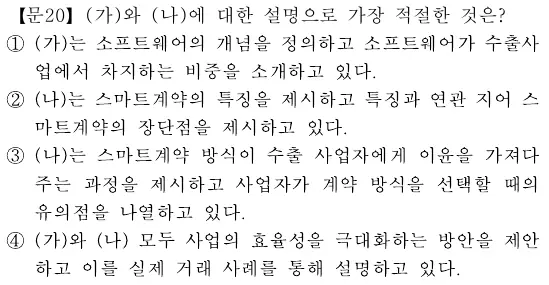 【문20】 (가)와 (나)에 대한 설명으로 가장 적절한 것은?
① (가)는 소프트웨어의 개념을 정의하고 소프트웨어가 수출사
업에서 차지하는 비중을 소개하고 있다.
② (나)는 스마트계약의 특징을 제시하고 특징과 연관 지어 스
마트계약의 장단점을 제시하고 있다.
③ (나)는 스마트계약 방식이 수출 사업자에게 이윤을 가져다
주는 과정을 제시하고 사업자가 계약 방식을 선택할 때의
유의점을 나열하고 있다.
④ (가)와 (나) 모두 사업의 효율성을 극대화하는 방안을 제안
하고 이를 실제 거래 사례를 통해 설명하고 있다.